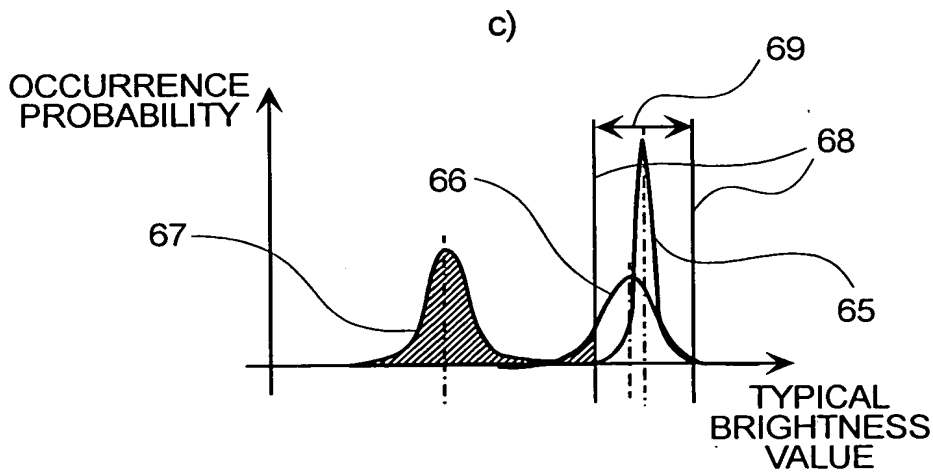 c)
69
OCCURRENCE
PROBABILITY
68
66
67
65
TYPICAL
BRIGHTNESS
VALUE